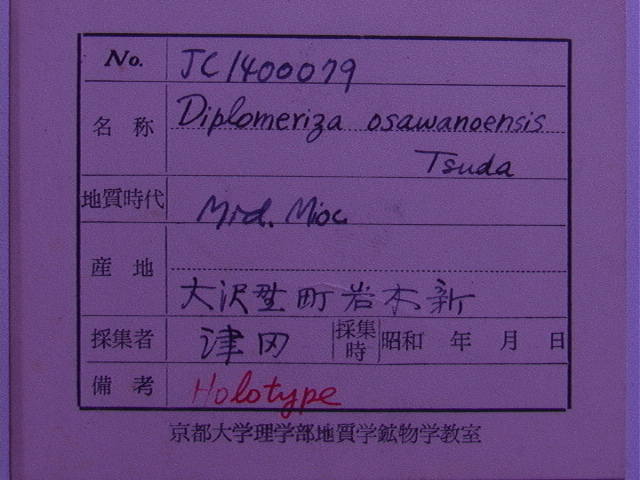 No. JC1400079
名称 Diplomeriza osawanoensis
Tsuda
地質時代 Mid. Mioc.
産地
大沢野町岩木新
採集者 津田 採集時 昭和 年 月 日
備考 Holotype
京都大学理学部地質学鉱物学教室